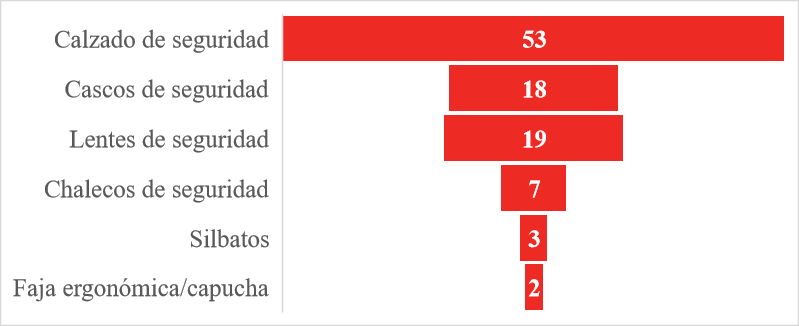 Calzado de seguridad 53
Cascos de seguridad 18
Lentes de seguridad 19
Chalecos de seguridad 7
Silbatos 3
Faja ergonómica/capucha 2